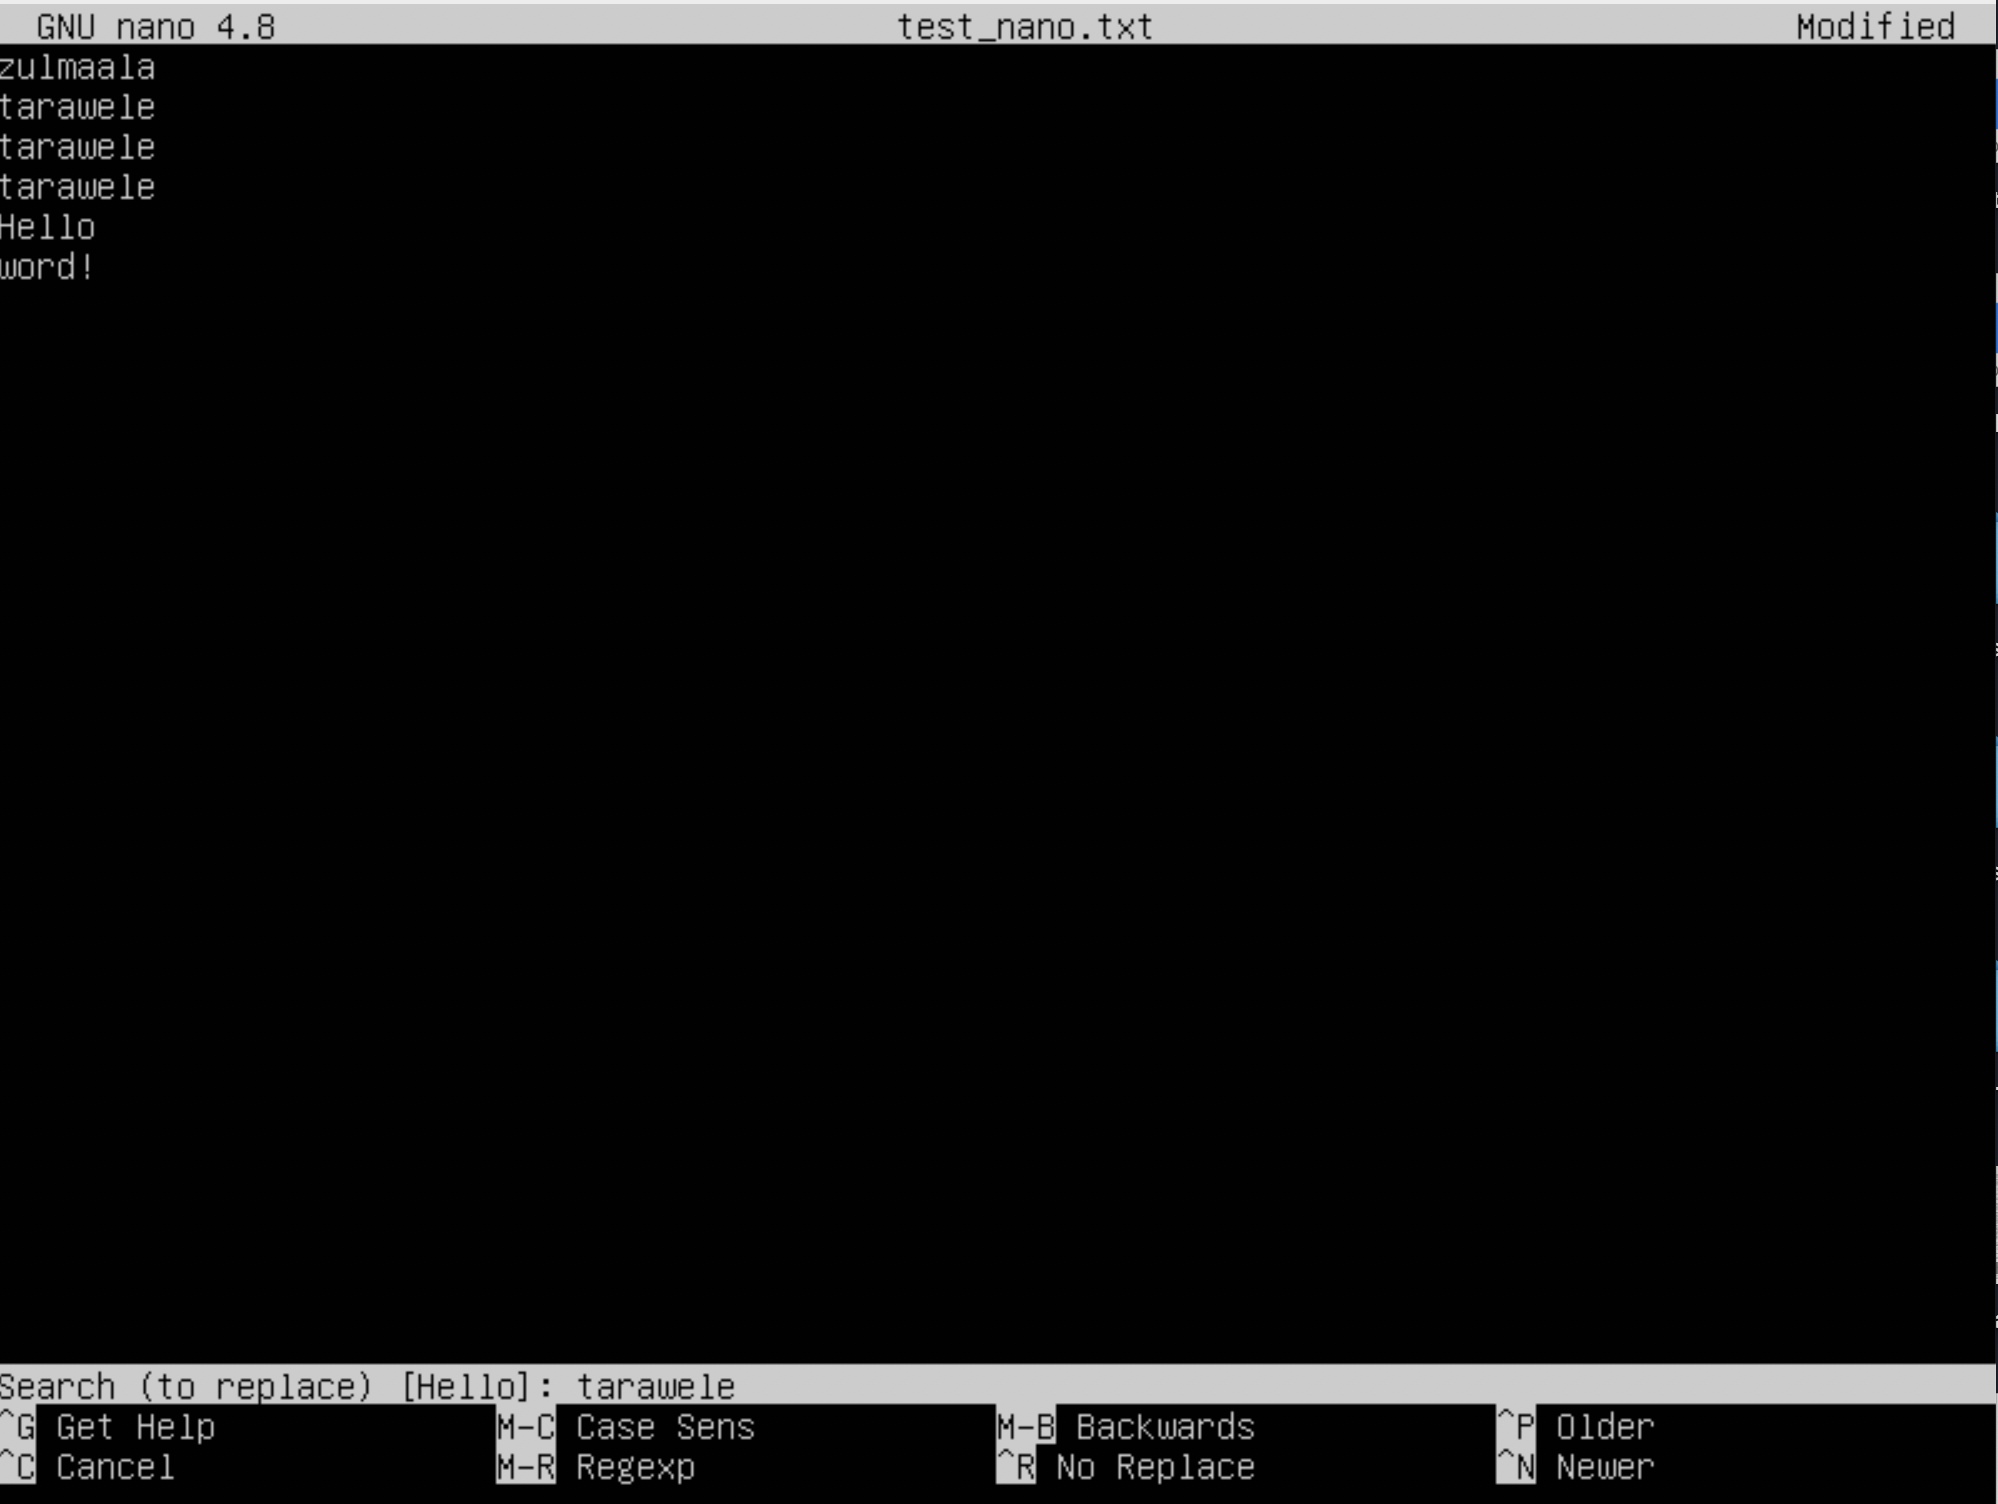 GNU nano 4.8 test_nano.txt Modified
zulmaala
tarawele
tarawele
tarawele
Hello
word!
Search (to replace) [Hello]: tarawele
^G Get Help M-C Case Sens M-B Backwards ^P Older
^C Cancel M-R Regexp ^R No Replace ^N Newer